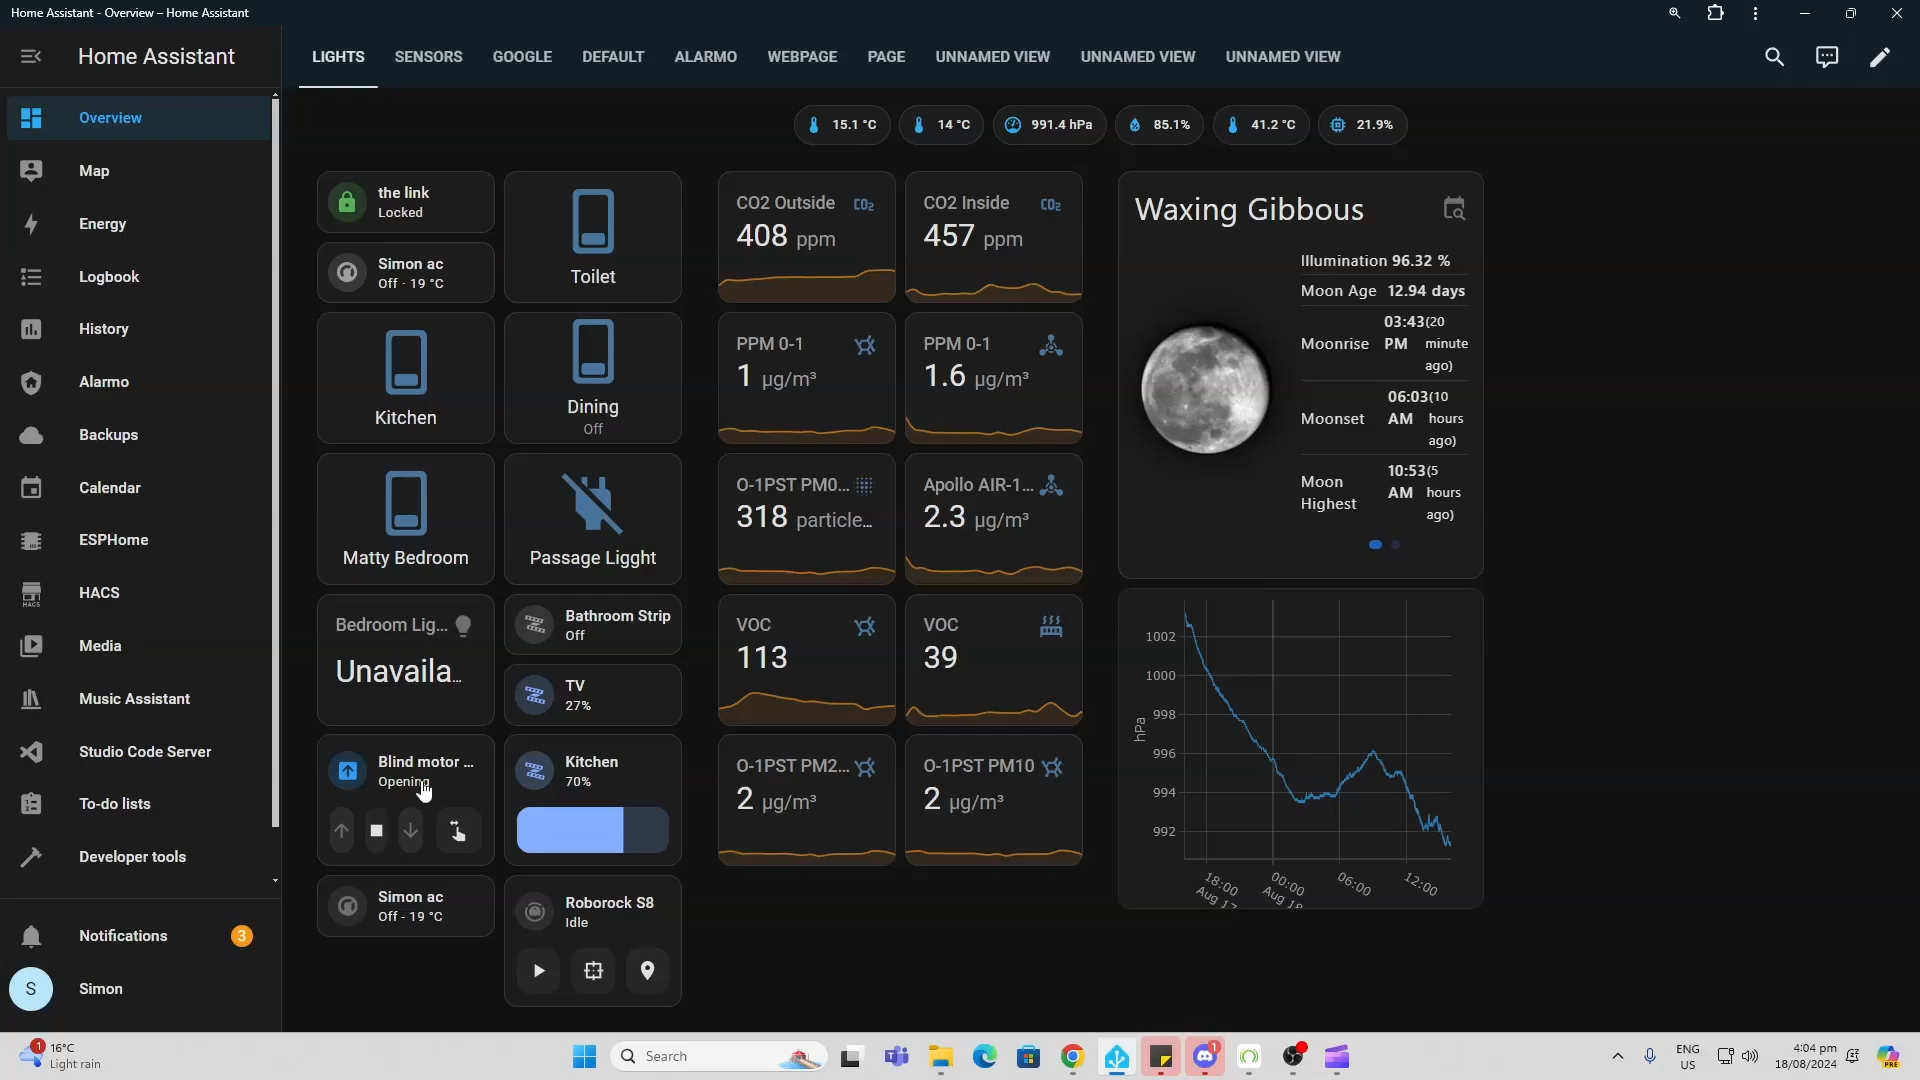 Home Assistant - Overview – Home Assistant
Home Assistant
LIGHTS
SENSORS
GOOGLE
DEFAULT
ALARMO
WEBPAGE
PAGE
UNNAMED VIEW
UNNAMED VIEW
UNNAMED VIEW
Overview
Map
Energy
Logbook
History
Alarmo
Backups
Calendar
ESPHome
HACS
HACS
Media
Music Assistant
Studio Code Server
To-do lists
Developer tools
Notifications
3
S
Simon
15.1 °C
14 °C
991.4 hPa
85.1%
41.2 °C
21.9%
the link
Locked
Simon ac
Off · 19 °C
Toilet
Kitchen
Dining
Off
Matty Bedroom
Passage Ligght
Bedroom Lig...
Unavaila...
Bathroom Strip
Off
TV
27%
Blind motor ...
Opening
Kitchen
70%
Simon ac
Off - 19 °C
Roborock S8
Idle
CO2 Outside
CO₂
408 ppm
CO2 Inside
CO₂
457 ppm
PPM 0-1
1 µg/m³
PPM 0-1
1.6 µg/m³
O-1PST PM0...
318 particle...
Apollo AIR-1...
2.3 µg/m³
VOC
113
VOC
39
O-1PST PM2...
2 µg/m³
O-1PST PM10
2 µg/m³
Waxing Gibbous
Illumination 96.32 %
Moon Age 12.94 days
Moonrise 03:43 PM (20 minute ago)
Moonset 06:03 AM (10 hours ago)
Moon Highest 10:53 AM (5 hours ago)
hPa
1002
1000
998
996
994
992
18:00
Aug 17
00:00
Aug 18
06:00
12:00
1
16°C
Light rain
Search
1
ENG
US
4:04 pm
18/08/2024
PRE